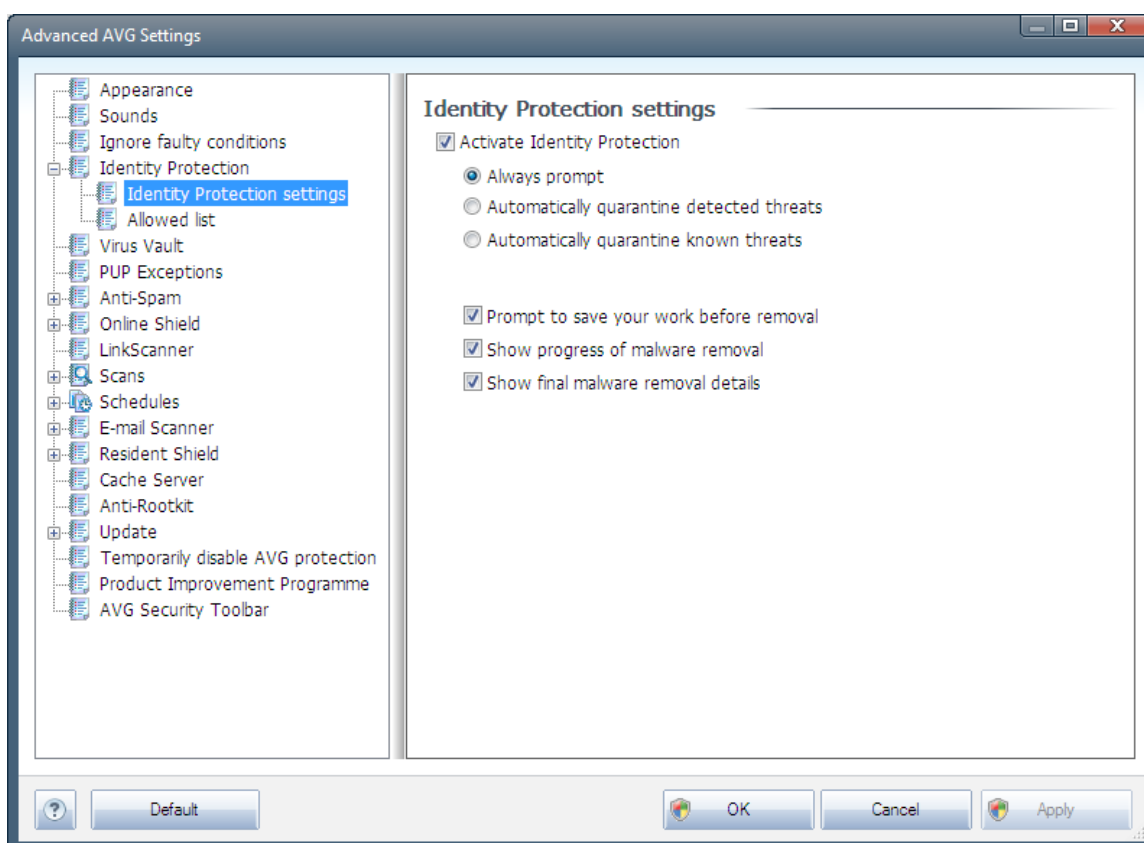 Advanced AVG Settings
Appearance
Sounds
Ignore faulty conditions
Identity Protection
Identity Protection settings
Allowed list
Virus Vault
PUP Exceptions
Anti-Spam
Online Shield
LinkScanner
Scans
Schedules
E-mail Scanner
Resident Shield
Cache Server
Anti-Rootkit
Update
Temporarily disable AVG protection
Product Improvement Programme
AVG Security Toolbar
Identity Protection settings
Activate Identity Protection
Always prompt
Automatically quarantine detected threats
Automatically quarantine known threats
Prompt to save your work before removal
Show progress of malware removal
Show final malware removal details
? Default OK Cancel Apply